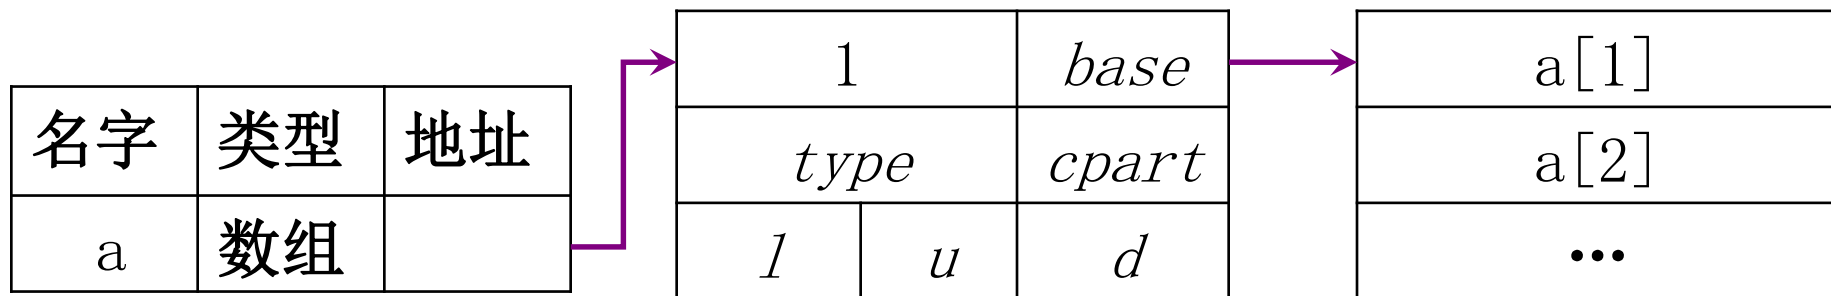 名字 类型 地址
a 数组
1 base
type cpart
l u d
a[1]
a[2]
...